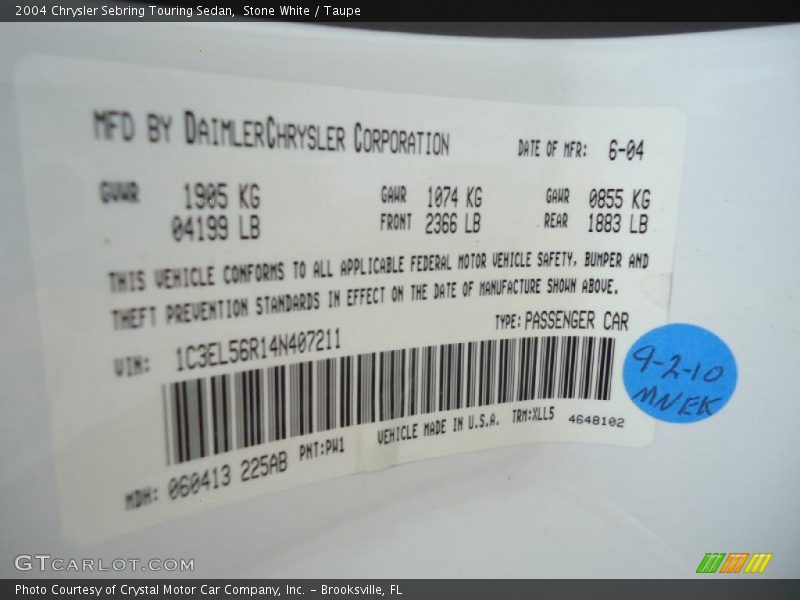 2004 Chrysler Sebring Touring Sedan, Stone White / Taupe
MFD BY DAIMLERCHRYSLER CORPORATION DATE OF MFR: 6-04
GVWR 1905 KG GAWR 1074 KG GAWR 0855 KG
04199 LB FRONT 2366 LB REAR 1883 LB
THIS VEHICLE CONFORMS TO ALL APPLICABLE FEDERAL MOTOR VEHICLE SAFETY, BUMPER AND
THEFT PREVENTION STANDARDS IN EFFECT ON THE DATE OF MANUFACTURE SHOWN ABOVE.
VIN: 1C3EL56R14N407211 TYPE: PASSENGER CAR
9-2-10
MNEK
MDH: 060413 225AB PNT:PW1 VEHICLE MADE IN U.S.A. TRM:XLL5 4648102
GTCARLOT.COM
Photo Courtesy of Crystal Motor Car Company, Inc. – Brooksville, FL